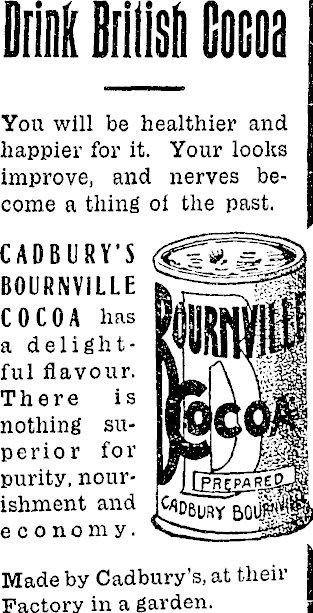 Drink British Cocoa
You will be healthier and
happier for it. Your looks
improve, and nerves be-
come a thing of the past.
CADBURY'S
BOURNVILLE
COCOA has
a delight-
ful flavour.
There is
nothing su-
perior for
purity, nour-
ishment and
economy.
BOURNVILLE
COCOA
PREPARED
CADBURY BOURNVILLE
Made by Cadbury's, at their
Factory in a garden.